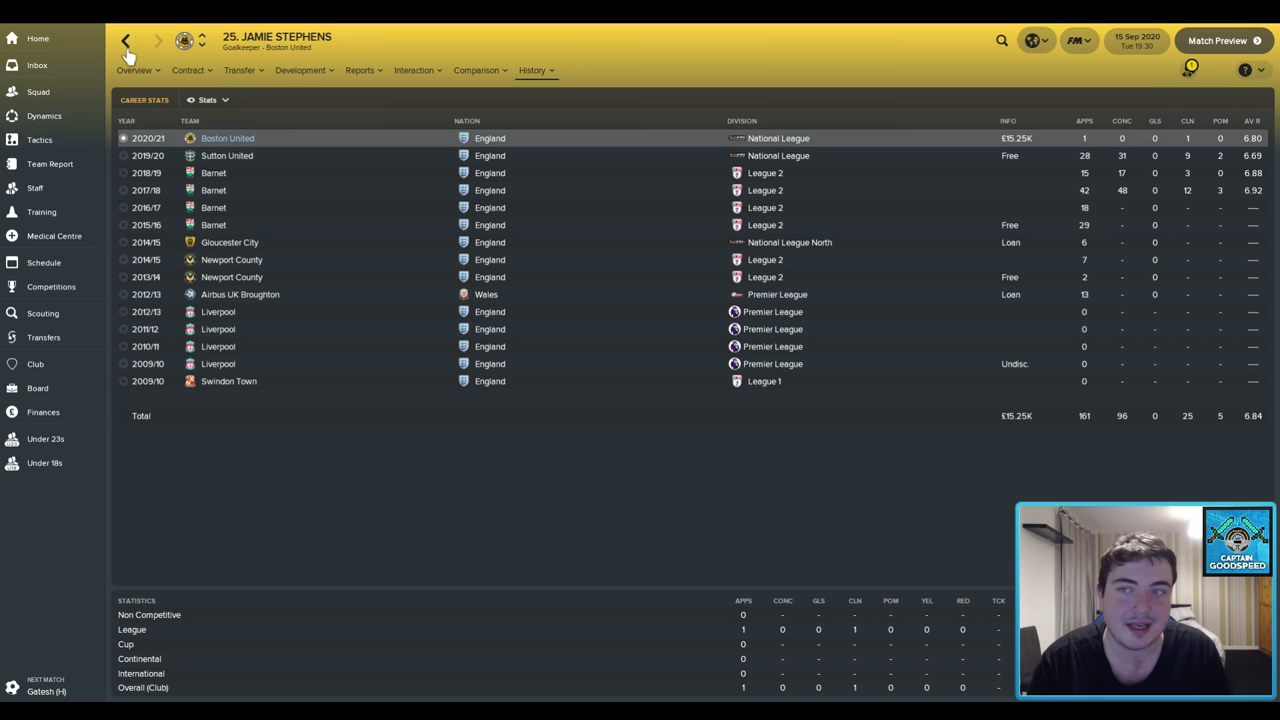 Home
Inbox
Squad
Dynamics
Tactics
Team Report
Staff
Training
Medical Centre
Schedule
Competitions
Scouting
Transfers
Club
Board
Finances
Under 23s
Under 18s
NEXT MATCH
Gatesh (H)
25. JAMIE STEPHENS
Goalkeeper - Boston United
FM
15 Sep 2020
Tue 19:30
Match Preview
Overview Contract Transfer Development Reports Interaction Comparison History
1
?
CAREER STATS Stats
YEAR TEAM NATION DIVISION INFO APPS CONC GLS CLN POM AV R
2020/21 Boston United England National League £15.25K 1 0 0 1 0 6.80
2019/20 Sutton United England National League Free 28 31 0 9 2 6.69
2018/19 Barnet England League 2 15 17 0 3 0 6.88
2017/18 Barnet England League 2 42 48 0 12 3 6.92
2016/17 Barnet England League 2 18 - 0 - - ----
2015/16 Barnet England League 2 Free 29 - 0 - - ----
2014/15 Gloucester City England National League North Loan 6 - 0 - - ----
2014/15 Newport County England League 2 7 - 0 - - ----
2013/14 Newport County England League 2 Free 2 - 0 - - ----
2012/13 Airbus UK Broughton Wales Premier League Loan 13 - 0 - - ----
2012/13 Liverpool England Premier League 0 - - - - ----
2011/12 Liverpool England Premier League 0 - - - - ----
2010/11 Liverpool England Premier League 0 - - - - ----
2009/10 Liverpool England Premier League Undisc. 0 - - - - ----
2009/10 Swindon Town England League 1 0 - - - - ----
Total £15.25K 161 96 0 25 5 6.84
STATISTICS APPS CONC GLS CLN POM YEL RED TCK
Non Competitive 0 - - - - - - -
League 1 0 0 1 0 0 0 -
Cup 0 - - - - - - -
Continental 0 - - - - - - -
International 0 - - - - - - -
Overall (Club) 1 0 0 1 0 0 0 -
CAPTAIN
GOODSPEED